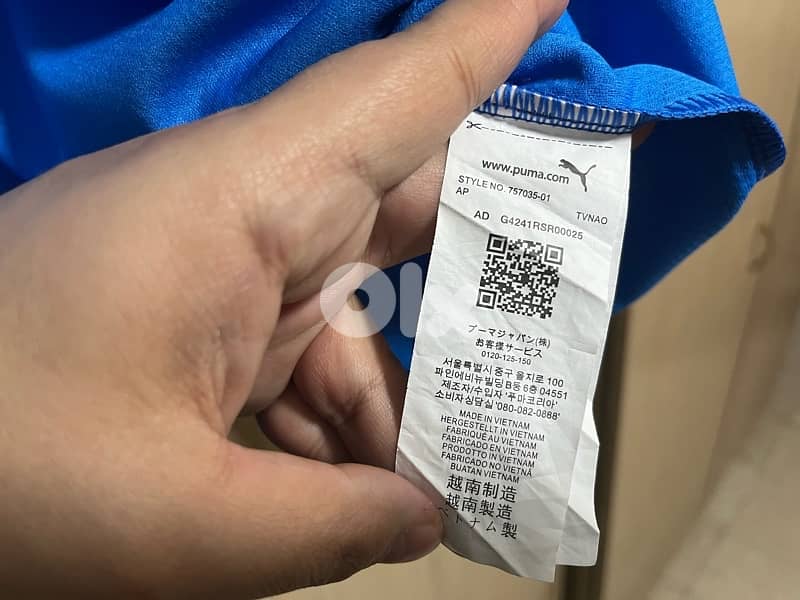 www.puma.com
STYLE NO. 757035-01
AP
TVNAO
AD G4241RSR00025
プーマジャパン(株)
お客様サービス
0120-125-150
서울특별시 중구 을지로 100
파인에비뉴빌딩 B동 6층 04551
제조자/수입자 '푸마코리아'
소비자상담실 '080-082-0888'
MADE IN VIETNAM
HERGESTELLT IN VIETNAM
FABRIQUÉ AU VIETNAM
FABRICADO EN VIETNAM
PRODOTTO IN VIETNAM
FABRICADO NO VIETNÃ
BUATAN VIETNAM
越南制造
越南製造
ベトナム製
olx